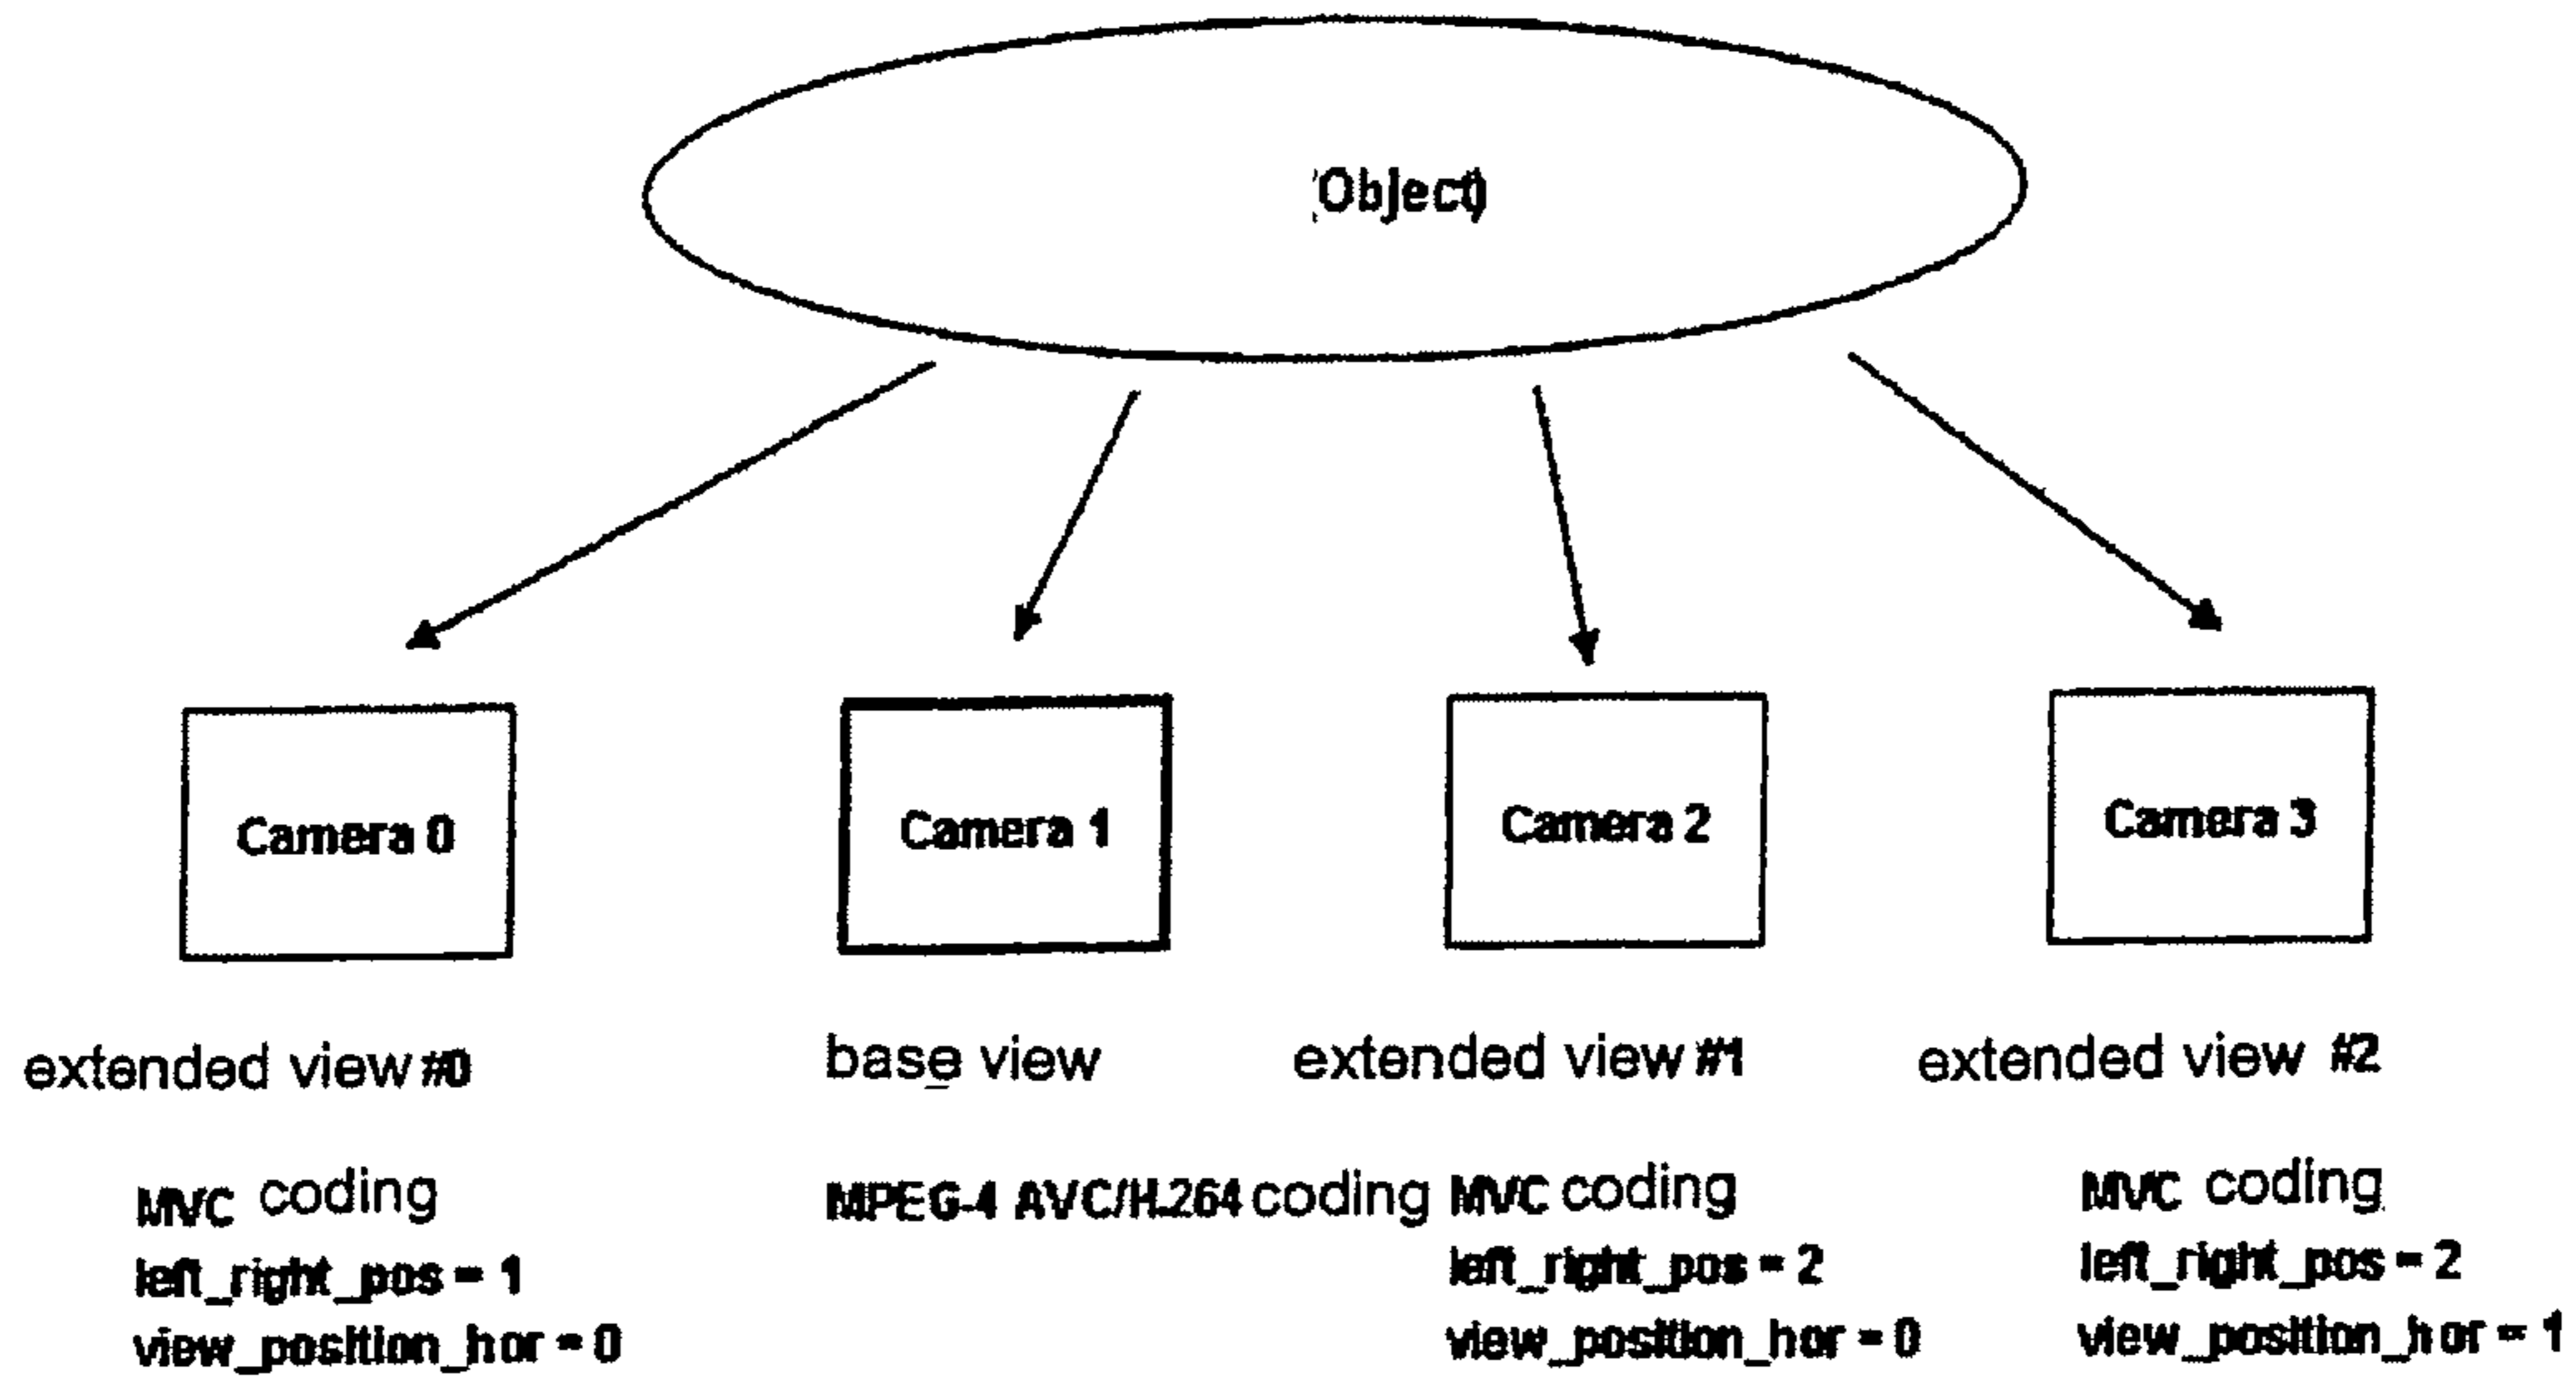 (Object)
Camera 0
Camera 1
Camera 2
Camera 3
extended view #0
base view
extended view #1
extended view #2
MVC coding
left_right_pos = 1
view_position_hor = 0
MPEG-4 AVC/H.264 coding
MVC coding
left_right_pos = 2
view_position_hor = 0
MVC coding
left_right_pos = 2
view_position_hor = 1